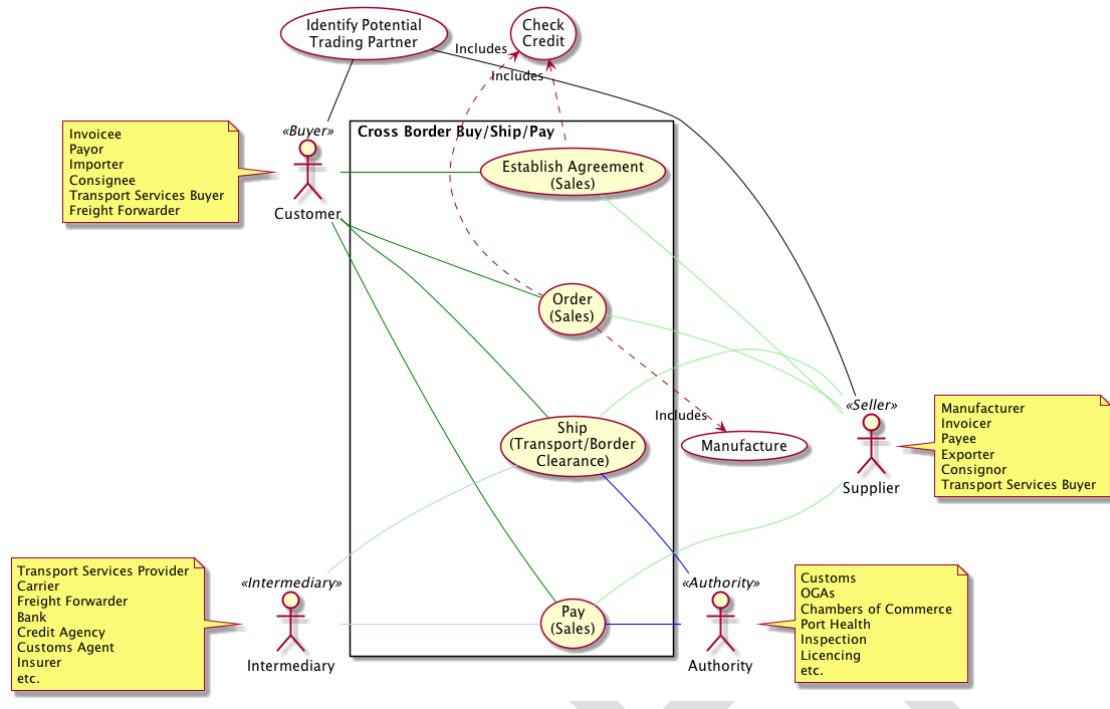 Identify Potential
Trading Partner
Check
Credit
Includes
Includes
«Buyer»
Customer
Invoicee
Payor
Importer
Consignee
Transport Services Buyer
Freight Forwarder
Cross Border Buy/Ship/Pay
Establish Agreement
(Sales)
Order
(Sales)
Ship
(Transport/Border
Clearance)
Includes
Manufacture
«Seller»
Supplier
Manufacturer
Invoicer
Payee
Exporter
Consignor
Transport Services Buyer
Transport Services Provider
Carrier
Freight Forwarder
Bank
Credit Agency
Customs Agent
Insurer
etc.
«Intermediary»
Intermediary
Pay
(Sales)
«Authority»
Authority
Customs
OGAs
Chambers of Commerce
Port Health
Inspection
Licencing
etc.